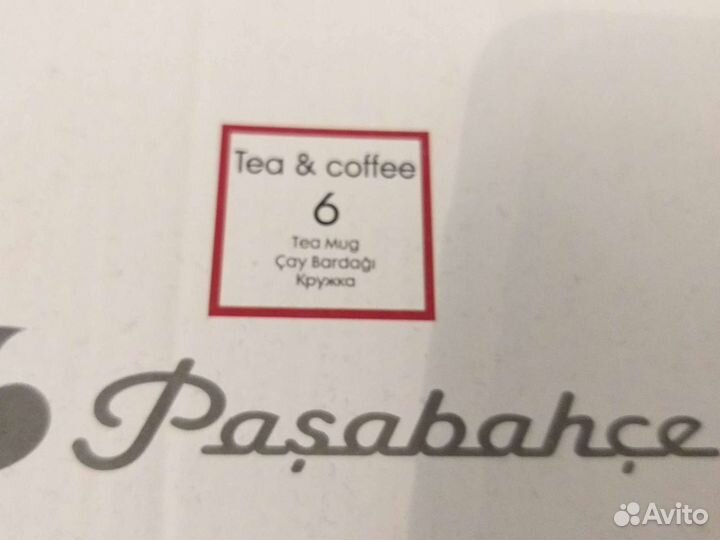 Tea & coffee
6
Tea Mug
Çay Bardağı
Кружка
Paşabahçe
Avito